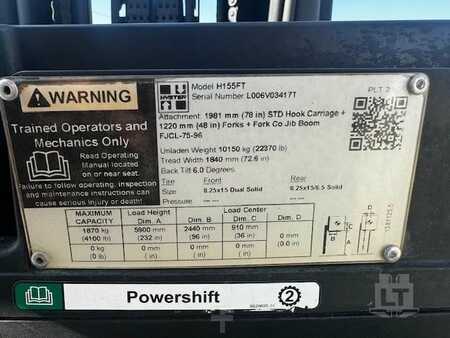 WARNING
Trained Operators and
Mechanics Only
Read Operating
Manual located
on or near seat.
Failure to follow operating, inspection
and maintenance instructions can
cause serious injury or death!
HYSTER
Model H155FT
Serial Number L006V03417T
PLT 2
Attachment: 1981 mm (78 in) STD Hook Carriage +
1220 mm (48 in) Forks + Fork Co Jib Boom
FJCL-75-96
Unladen Weight 10150 kg (22370 lb)
Tread Width 1840 mm (72.6 in)
Back Tilt 6.0 Degrees
Tire Front Rear
Size 8.25x15 Dual Solid 8.25x15/6.5 Solid
Pressure
MAXIMUM CAPACITY Load Height Dim. A Dim. B Load Center Dim. C Dim. D
1870 kg (4100 lb) 5900 mm (232 in) 2440 mm (96 in) 910 mm (36 in) 0 mm (0.0 in)
0 kg (0 lb) 0 mm ( in) 0 mm ( in) 0 mm ( in)
A
B
C
D
Powershift
2
LT